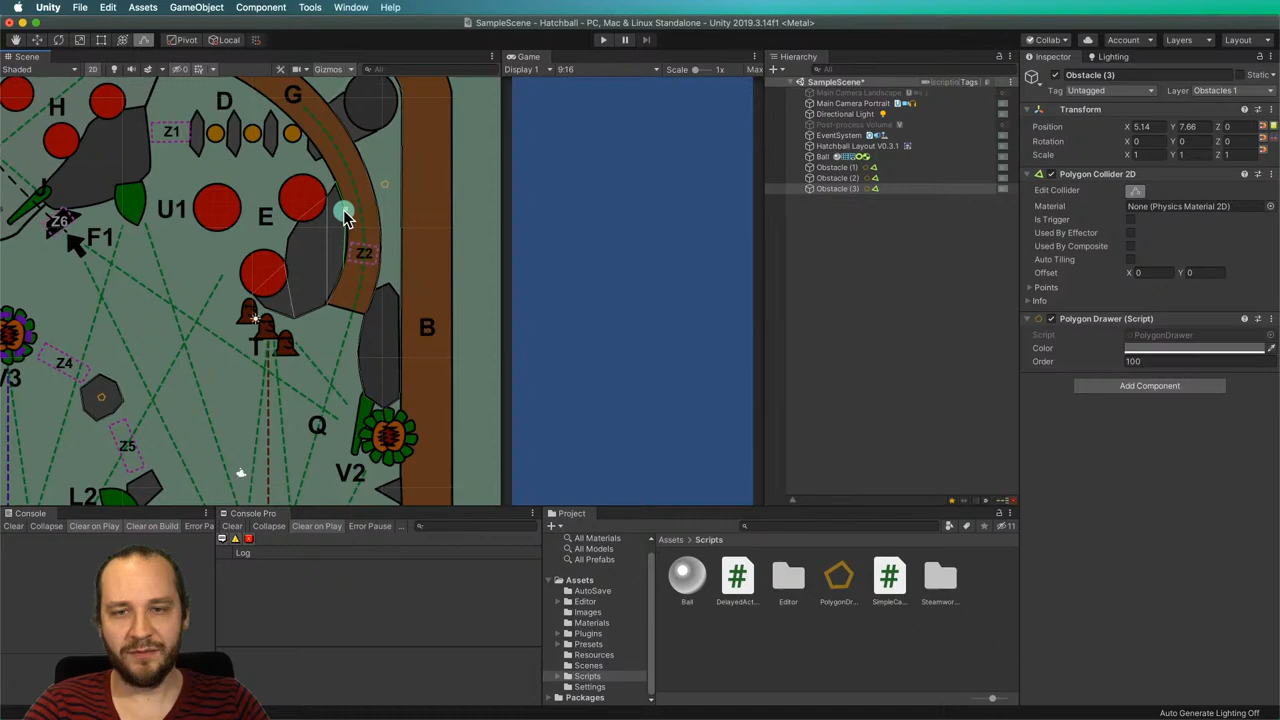 Unity File Edit Assets GameObject Component Tools Window Help
SampleScene - Hatchball - PC, Mac & Linux Standalone - Unity 2019.3.14f1 <Metal>
Pivot Local Collab Account Layers Layout
Scene Game Hierarchy Inspector Lighting
Shaded 2D 0 Gizmos All Display 1 9:16 Scale 1x Max All
Obstacle (3) Static
Tag Untagged Layer Obstacles 1
SampleScene* Tags
Main Camera Landscape
Main Camera Portrait
Directional Light
Post-process Volume
EventSystem
Hatchball Layout V0.3.1
Ball
Obstacle (1)
Obstacle (2)
Obstacle (3)
Transform
Position X 5.14 Y 7.66 Z 0
Rotation X 0 Y 0 Z 0
Scale X 1 Y 1 Z 1
Polygon Collider 2D
Edit Collider
Material None (Physics Material 2D)
Is Trigger
Used By Effector
Used By Composite
Auto Tiling
Offset X 0 Y 0
Points
Info
Polygon Drawer (Script)
Script PolygonDrawer
Color
Order 100
Add Component
H D G
Z1
J U1 E
Z6 F1
Z2
B
T
Z4
V3
Q
Z5
V2
L2
Console Console Pro Project
Clear Collapse Clear on Play Clear on Build Error Pa
Clear Collapse Clear on Play Error Pause ...
Log
11
All Materials
All Models
All Prefabs
Assets
AutoSave
Editor
Images
Materials
Plugins
Presets
Resources
Scenes
Scripts
Settings
Packages
Assets Scripts
Ball DelayedAct... Editor PolygonDr... SimpleCa... Steamwor...
Auto Generate Lighting Off